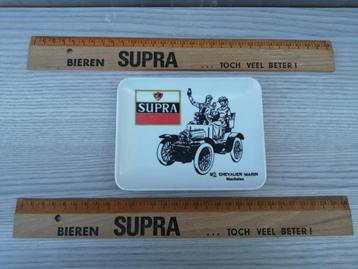 BIEREN SUPRA ... TOCH VEEL BETER !
SUPRA
CHEVALIER MARIN
Mechelen
BIEREN SUPRA ... TOCH VEEL BETER !